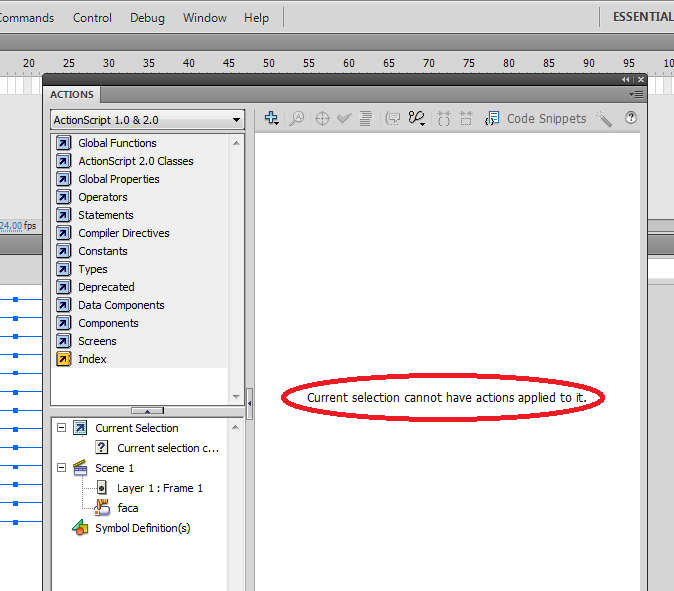 Commands Control Debug Window Help ESSENTIAL
20 25 30 35 40 45 50 55 60 65 70 75 80 85 90 95 10
ACTIONS
ActionScript 1.0 & 2.0
Code Snippets
Global Functions
ActionScript 2.0 Classes
Global Properties
Operators
Statements
24,00 fps
Compiler Directives
Constants
Types
Deprecated
Data Components
Components
Screens
Index
Current selection cannot have actions applied to it.
Current Selection
Current selection c...
Scene 1
Layer 1 : Frame 1
faca
Symbol Definition(s)